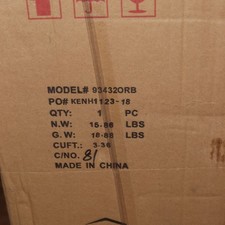 MODEL# 93432ORB
PO# KENH1123-18
QTY: 1 PC
N.W: 16-88 LBS
G.W: 18-88 LBS
CUFT.: 3-36
C/NO. 81
MADE IN CHINA